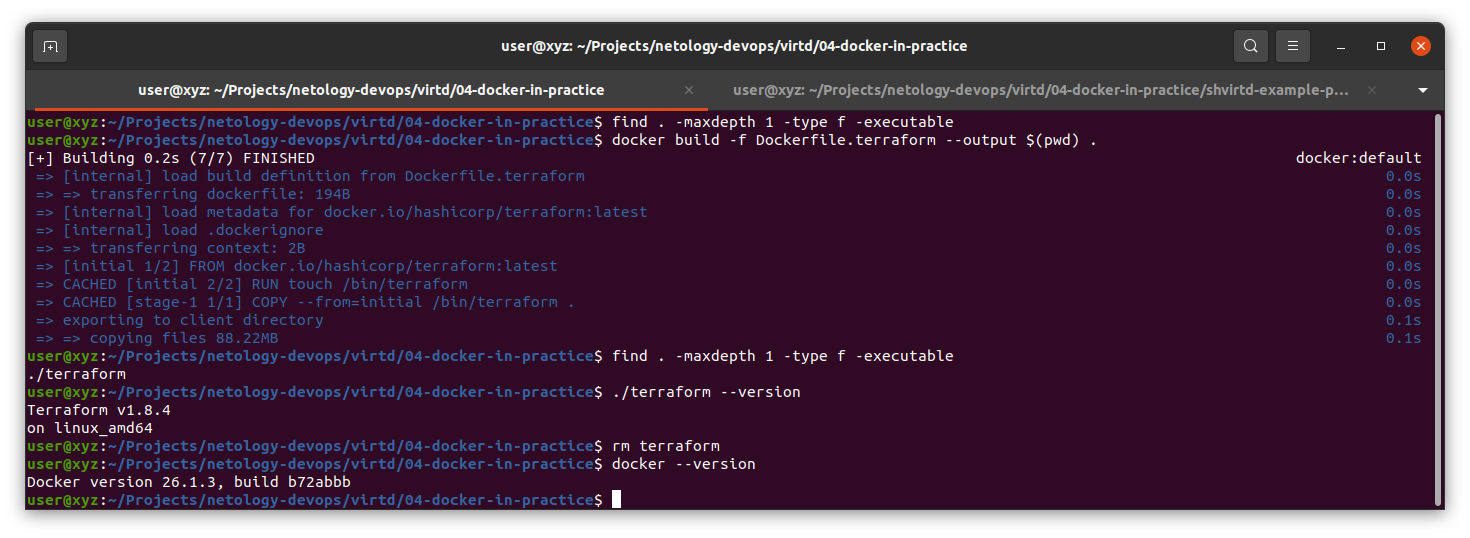 user@xyz: ~/Projects/netology-devops/virtd/04-docker-in-practice
user@xyz: ~/Projects/netology-devops/virtd/04-docker-in-practice
user@xyz: ~/Projects/netology-devops/virtd/04-docker-in-practice/shvirtd-example-p...
user@xyz:~/Projects/netology-devops/virtd/04-docker-in-practice$ find . -maxdepth 1 -type f -executable
user@xyz:~/Projects/netology-devops/virtd/04-docker-in-practice$ docker build -f Dockerfile.terraform --output $(pwd) .
[+] Building 0.2s (7/7) FINISHED docker:default
=> [internal] load build definition from Dockerfile.terraform 0.0s
=> => transferring dockerfile: 194B 0.0s
=> [internal] load metadata for docker.io/hashicorp/terraform:latest 0.0s
=> [internal] load .dockerignore 0.0s
=> => transferring context: 2B 0.0s
=> [initial 1/2] FROM docker.io/hashicorp/terraform:latest 0.0s
=> CACHED [initial 2/2] RUN touch /bin/terraform 0.0s
=> CACHED [stage-1 1/1] COPY --from=initial /bin/terraform . 0.0s
=> exporting to client directory 0.1s
=> => copying files 88.22MB 0.1s
user@xyz:~/Projects/netology-devops/virtd/04-docker-in-practice$ find . -maxdepth 1 -type f -executable
./terraform
user@xyz:~/Projects/netology-devops/virtd/04-docker-in-practice$ ./terraform --version
Terraform v1.8.4
on linux_amd64
user@xyz:~/Projects/netology-devops/virtd/04-docker-in-practice$ rm terraform
user@xyz:~/Projects/netology-devops/virtd/04-docker-in-practice$ docker --version
Docker version 26.1.3, build b72abbb
user@xyz:~/Projects/netology-devops/virtd/04-docker-in-practice$